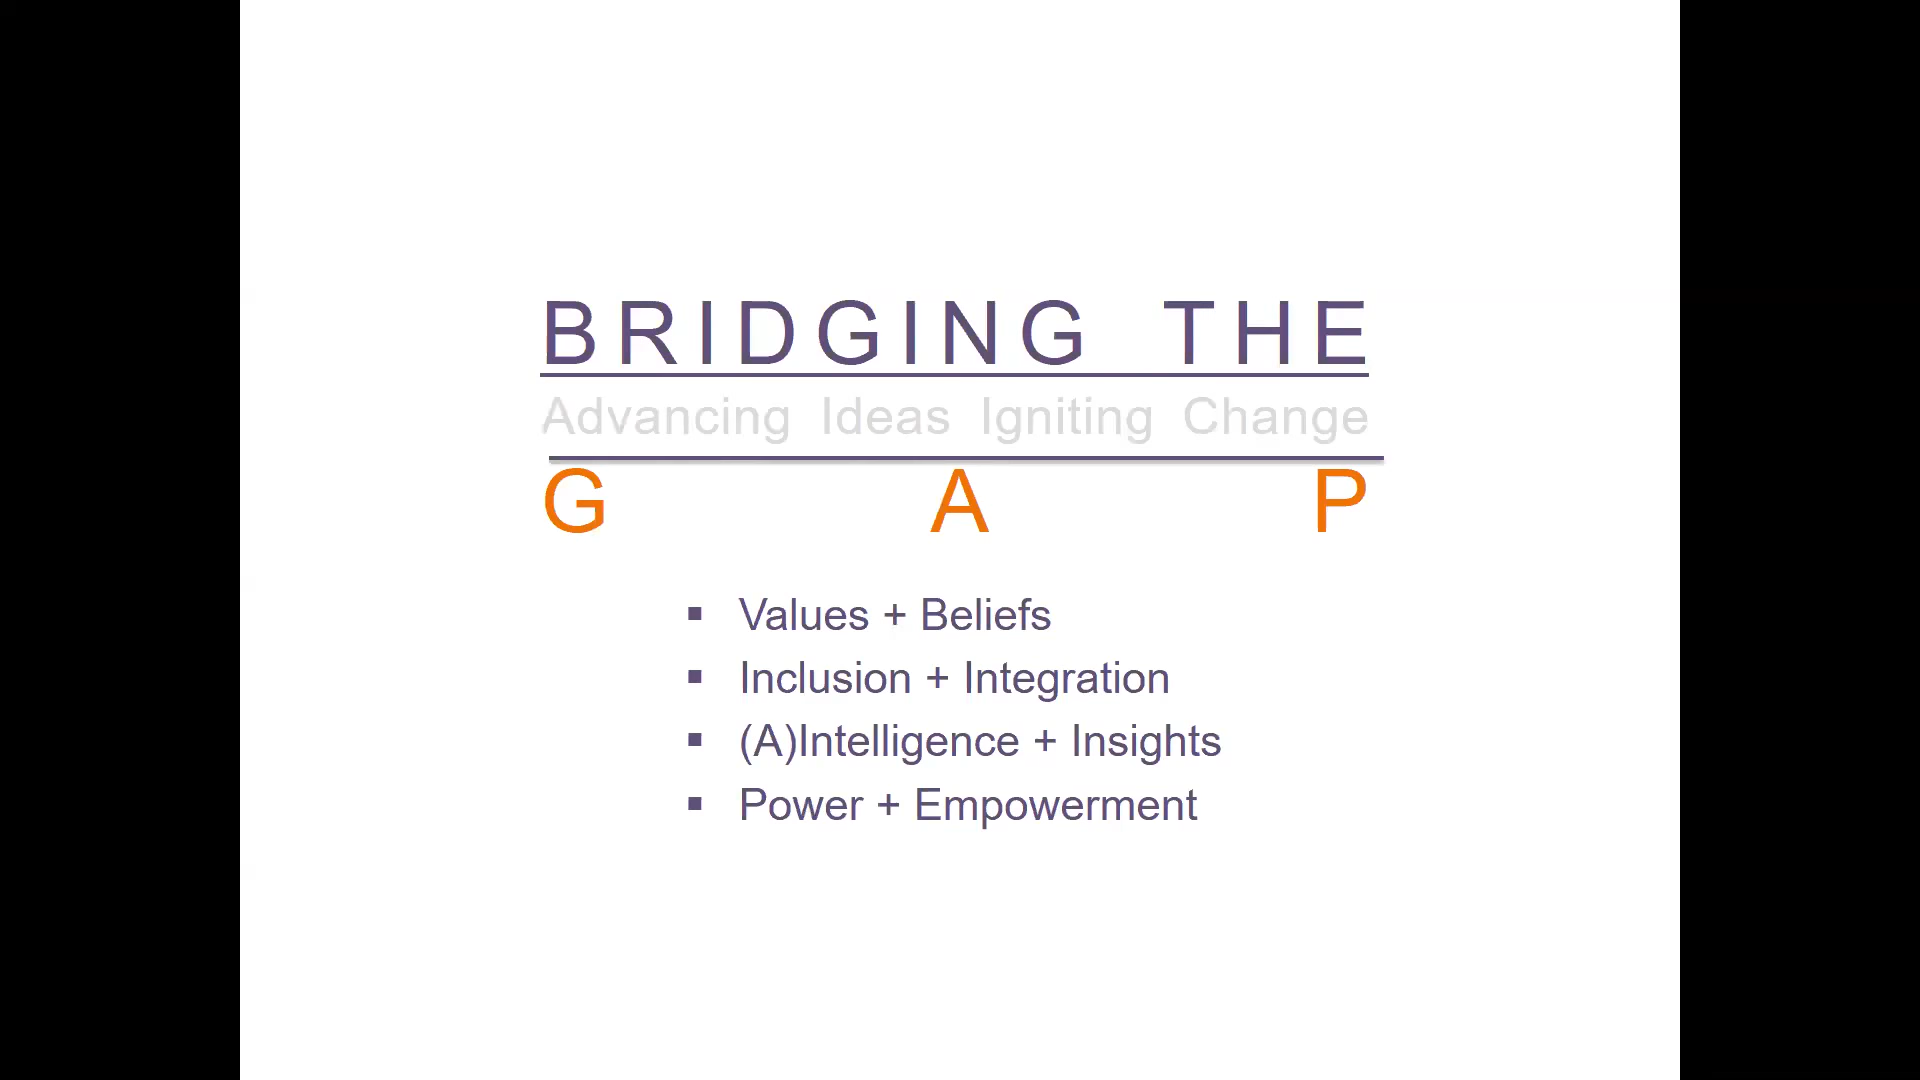 BRIDGING THE
Advancing Ideas Igniting Change
G A P
▪ Values + Beliefs
▪ Inclusion + Integration
▪ (A)Intelligence + Insights
▪ Power + Empowerment